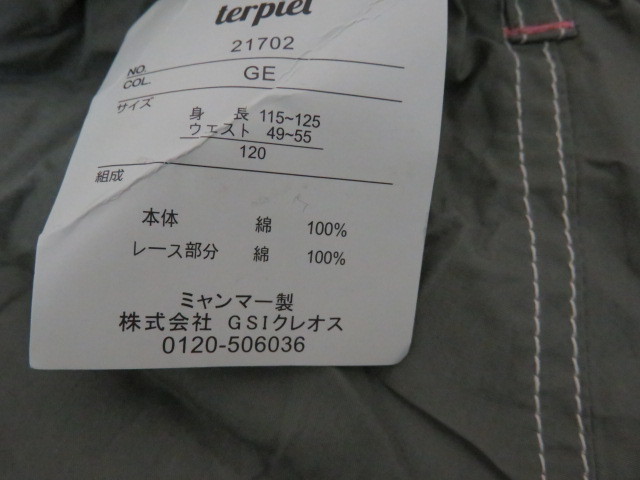 terpiel
21702
NO.
COL. GE
サイズ
身 長 115~125
ウエスト 49~55
120
組成
本体 綿 100%
レース部分 綿 100%
ミャンマー製
株式会社 GSIクレオス
0120-506036